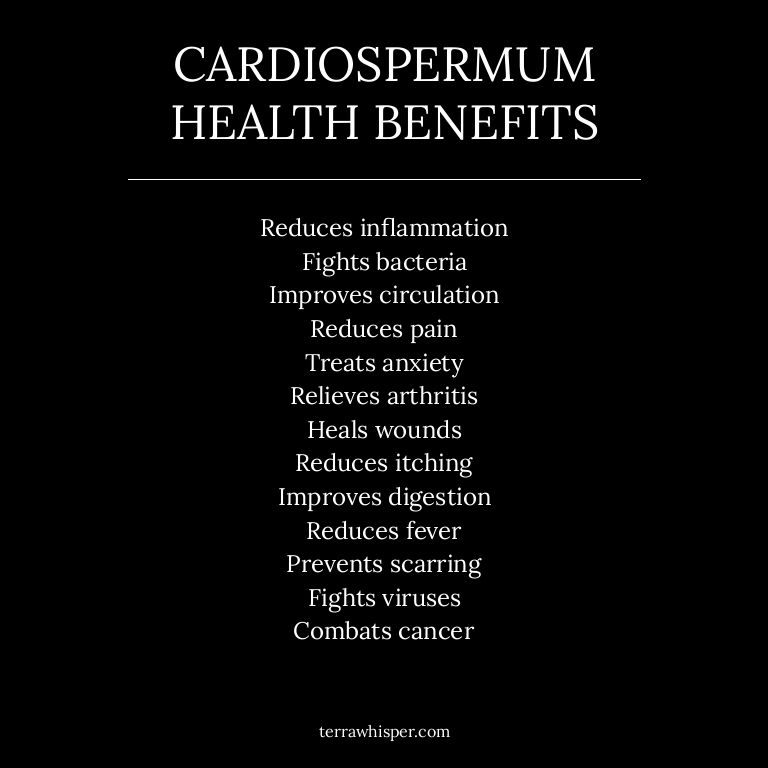 CARDIOSPERMUM
HEALTH BENEFITS
Reduces inflammation
Fights bacteria
Improves circulation
Reduces pain
Treats anxiety
Relieves arthritis
Heals wounds
Reduces itching
Improves digestion
Reduces fever
Prevents scarring
Fights viruses
Combats cancer
terrawhisper.com